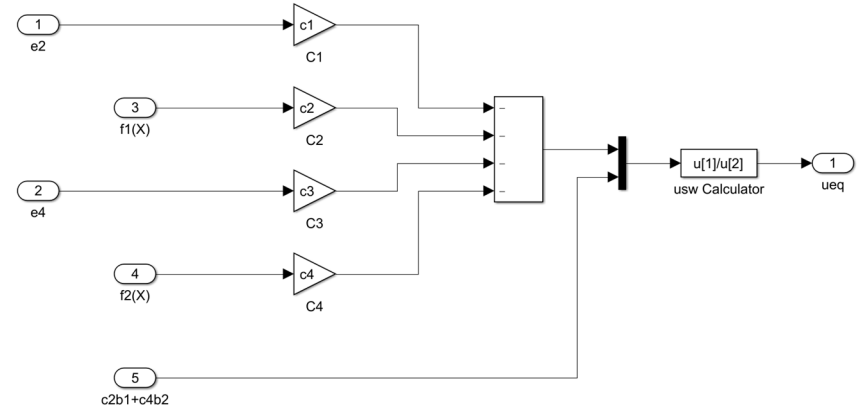 1
e2
c1
C1
3
f1(X)
c2
C2
2
e4
c3
C3
4
f2(X)
c4
C4
5
c2b1+c4b2
−
−
−
−
u[1]/u[2]
usw Calculator
1
ueq